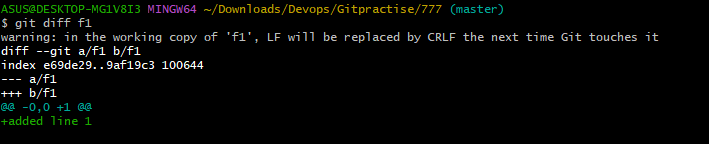 ASUS@DESKTOP-MG1V8I3 MINGW64 ~/Downloads/Devops/Gitpractise/777 (master)
$ git diff f1
warning: in the working copy of 'f1', LF will be replaced by CRLF the next time Git touches it
diff --git a/f1 b/f1
index e69de29..9af19c3 100644
--- a/f1
+++ b/f1
@@ -0,0 +1 @@
+added line 1